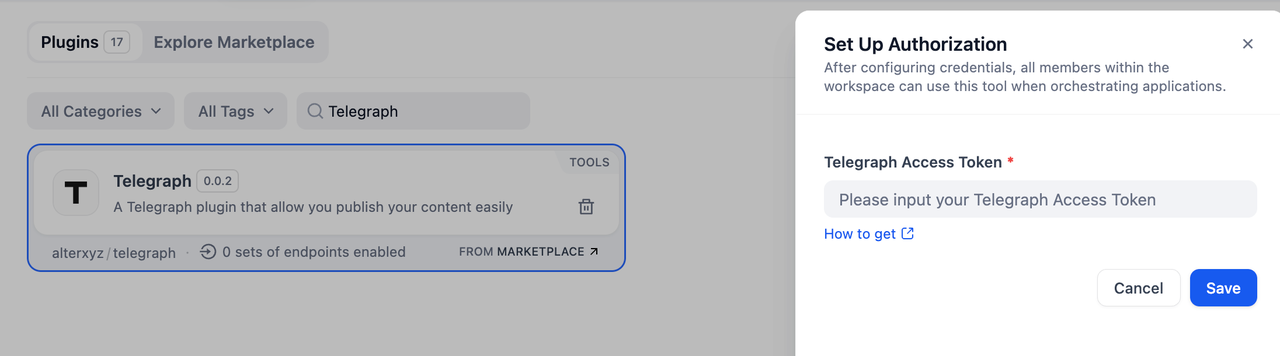 Plugins 17 Explore Marketplace
All Categories All Tags Telegraph
TOOLS
T
Telegraph 0.0.2
A Telegraph plugin that allow you publish your content easily
alterxyz / telegraph · 0 sets of endpoints enabled FROM MARKETPLACE
Set Up Authorization
After configuring credentials, all members within the
workspace can use this tool when orchestrating applications.
Telegraph Access Token *
Please input your Telegraph Access Token
How to get
Cancel Save